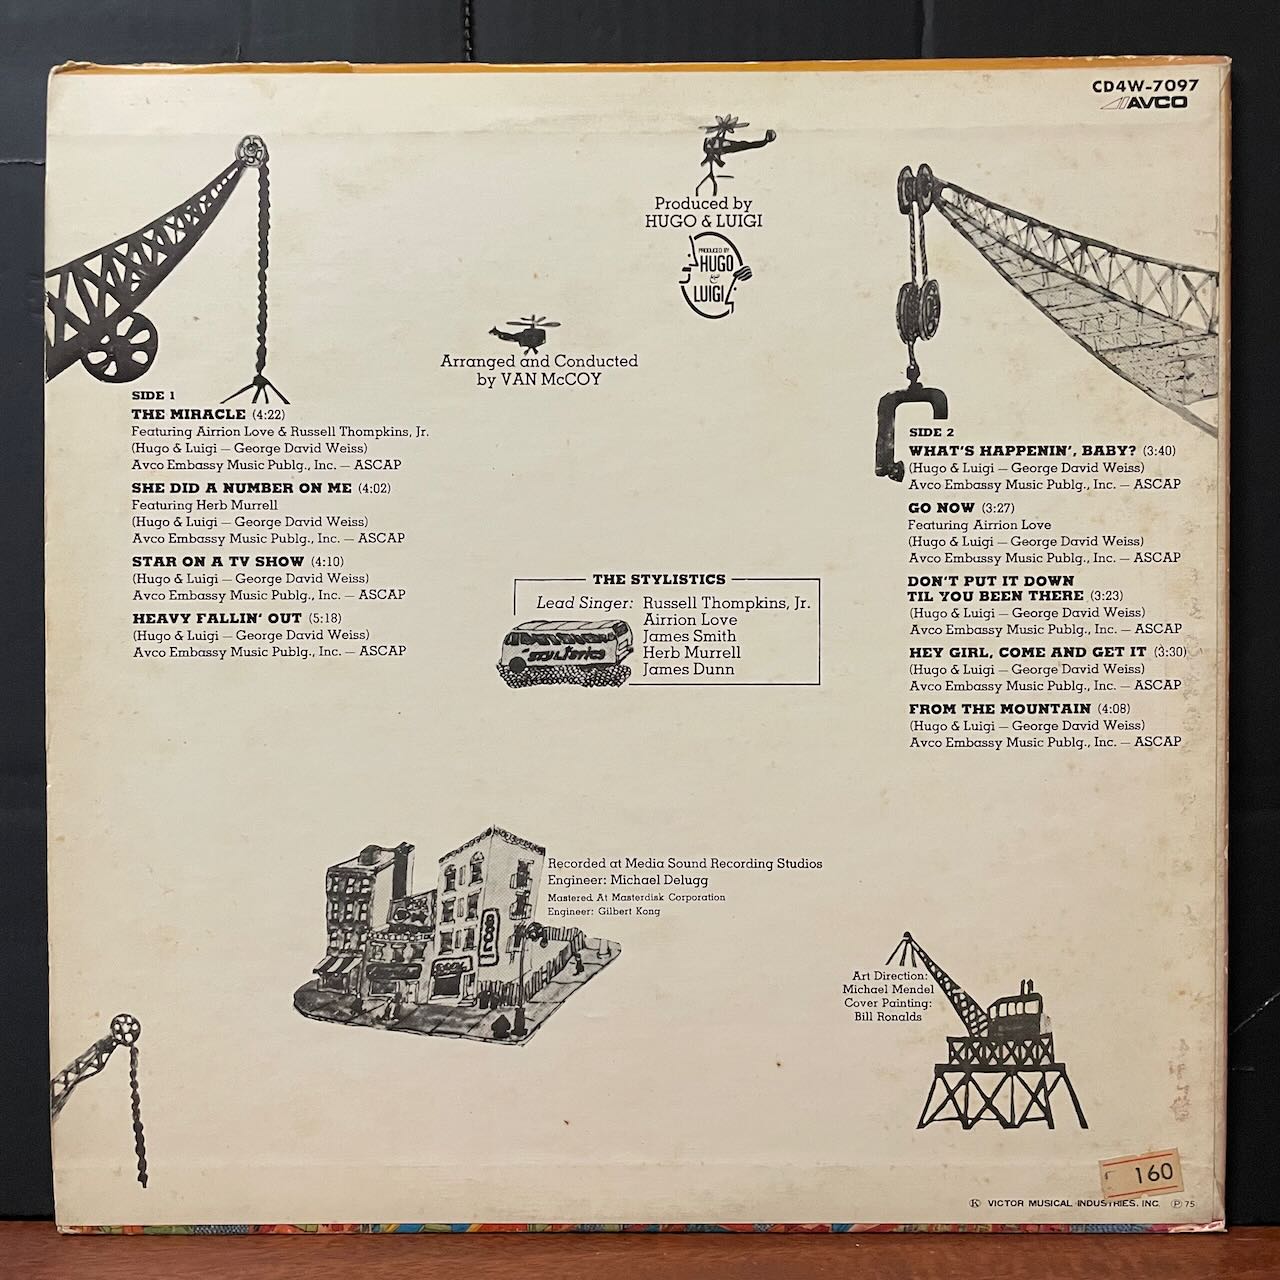 CD4W-7097
AVCO
Produced by
HUGO & LUIGI
PRODUCED BY
HUGO
&
LUIGI
Arranged and Conducted
by VAN McCOY
SIDE 1
THE MIRACLE (4:22)
Featuring Airrion Love & Russell Thompkins, Jr.
(Hugo & Luigi — George David Weiss)
Avco Embassy Music Publg., Inc. — ASCAP
SHE DID A NUMBER ON ME (4:02)
Featuring Herb Murrell
(Hugo & Luigi — George David Weiss)
Avco Embassy Music Publg., Inc. — ASCAP
STAR ON A TV SHOW (4:10)
(Hugo & Luigi — George David Weiss)
Avco Embassy Music Publg., Inc. — ASCAP
HEAVY FALLIN' OUT (5:18)
(Hugo & Luigi — George David Weiss)
Avco Embassy Music Publg., Inc. — ASCAP
SIDE 2
WHAT'S HAPPENIN', BABY? (3:40)
(Hugo & Luigi — George David Weiss)
Avco Embassy Music Publg., Inc. — ASCAP
GO NOW (3:27)
Featuring Airrion Love
(Hugo & Luigi — George David Weiss)
Avco Embassy Music Publg., Inc. — ASCAP
DON'T PUT IT DOWN
TIL YOU BEEN THERE (3:23)
(Hugo & Luigi — George David Weiss)
Avco Embassy Music Publg., Inc. — ASCAP
HEY GIRL, COME AND GET IT (3:30)
(Hugo & Luigi — George David Weiss)
Avco Embassy Music Publg., Inc. — ASCAP
FROM THE MOUNTAIN (4:08)
(Hugo & Luigi — George David Weiss)
Avco Embassy Music Publg., Inc. — ASCAP
THE STYLISTICS
Lead Singer: Russell Thompkins, Jr.
Airrion Love
James Smith
Herb Murrell
James Dunn
STYLISTICS
Recorded at Media Sound Recording Studios
Engineer: Michael Delugg
Mastered At Masterdisk Corporation
Engineer: Gilbert Kong
Art Direction:
Michael Mendel
Cover Painting:
Bill Ronalds
160
Ⓚ VICTOR MUSICAL INDUSTRIES, INC. Ⓟ 75